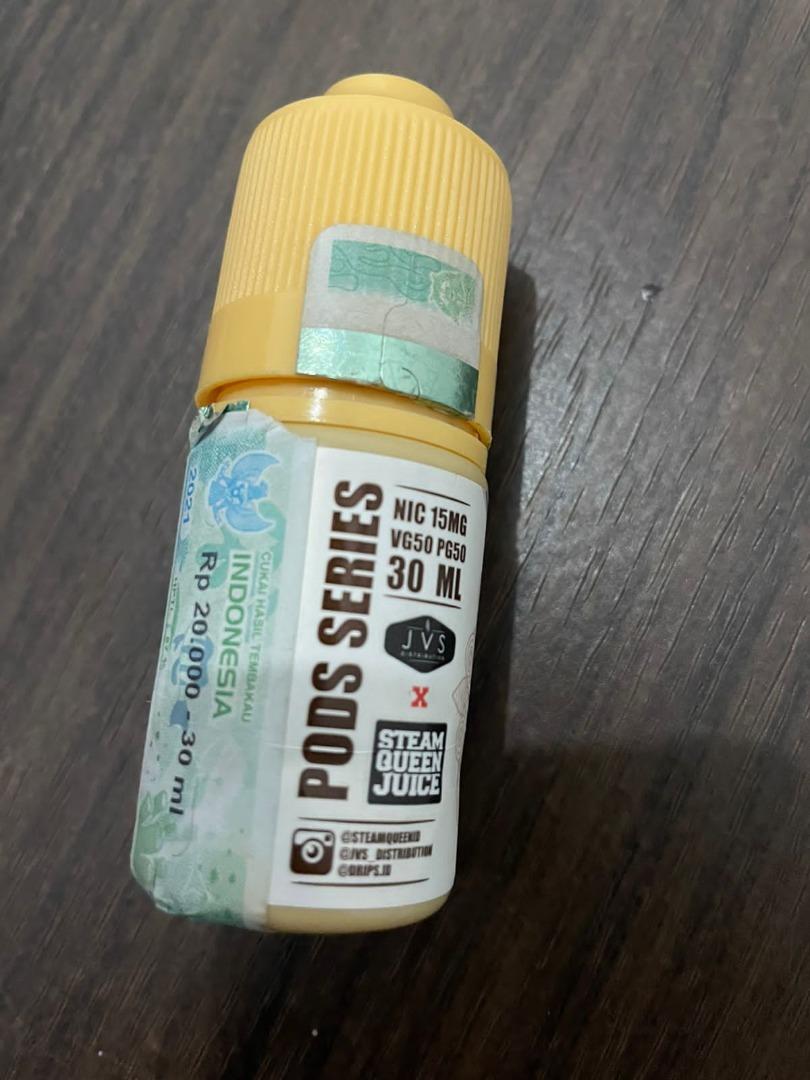 PODS SERIES
NIC 15MG
VG50 PG50
30 ML
JVS
DISTRIBUTION
X
STEAM
QUEEN
JUICE
@STEAMQUEENID
@JVS_DISTRIBUTION
@DRIPS.ID
CUKAI HASIL TEMBAKAU
INDONESIA
Rp 20.000 - 30 ml
2021